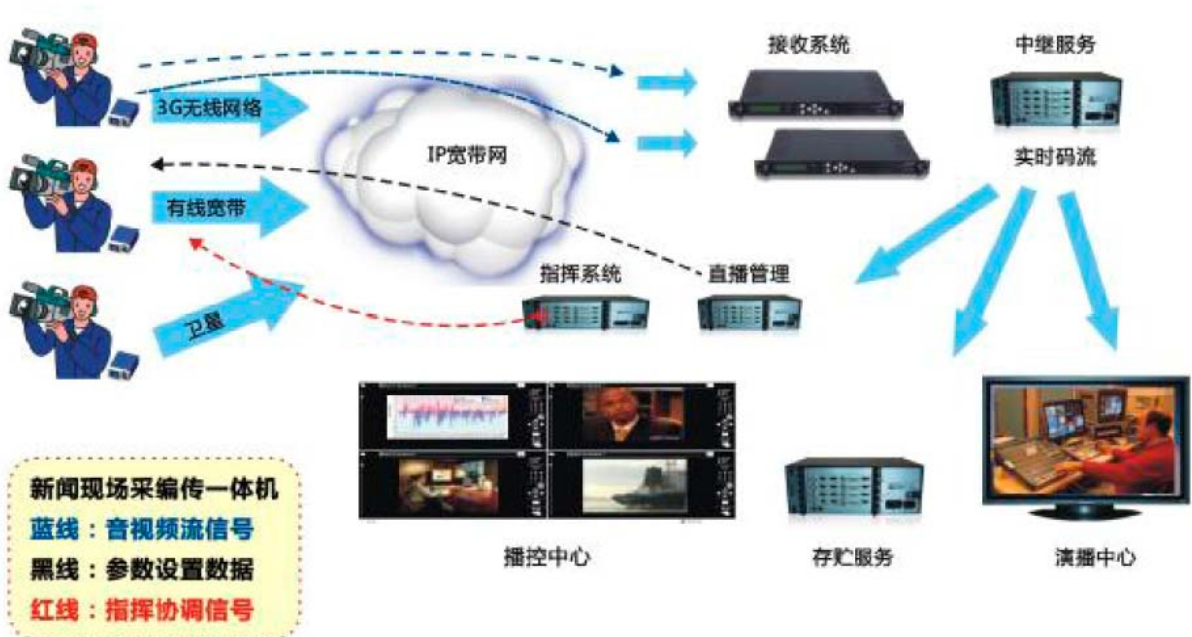 接收系统
中继服务
3G无线网络
IP宽带网
实时码流
有线宽带
指挥系统
直播管理
卫星
新闻现场采编传一体机
蓝线：音视频流信号
黑线：参数设置数据
红线：指挥协调信号
播控中心
存贮服务
演播中心